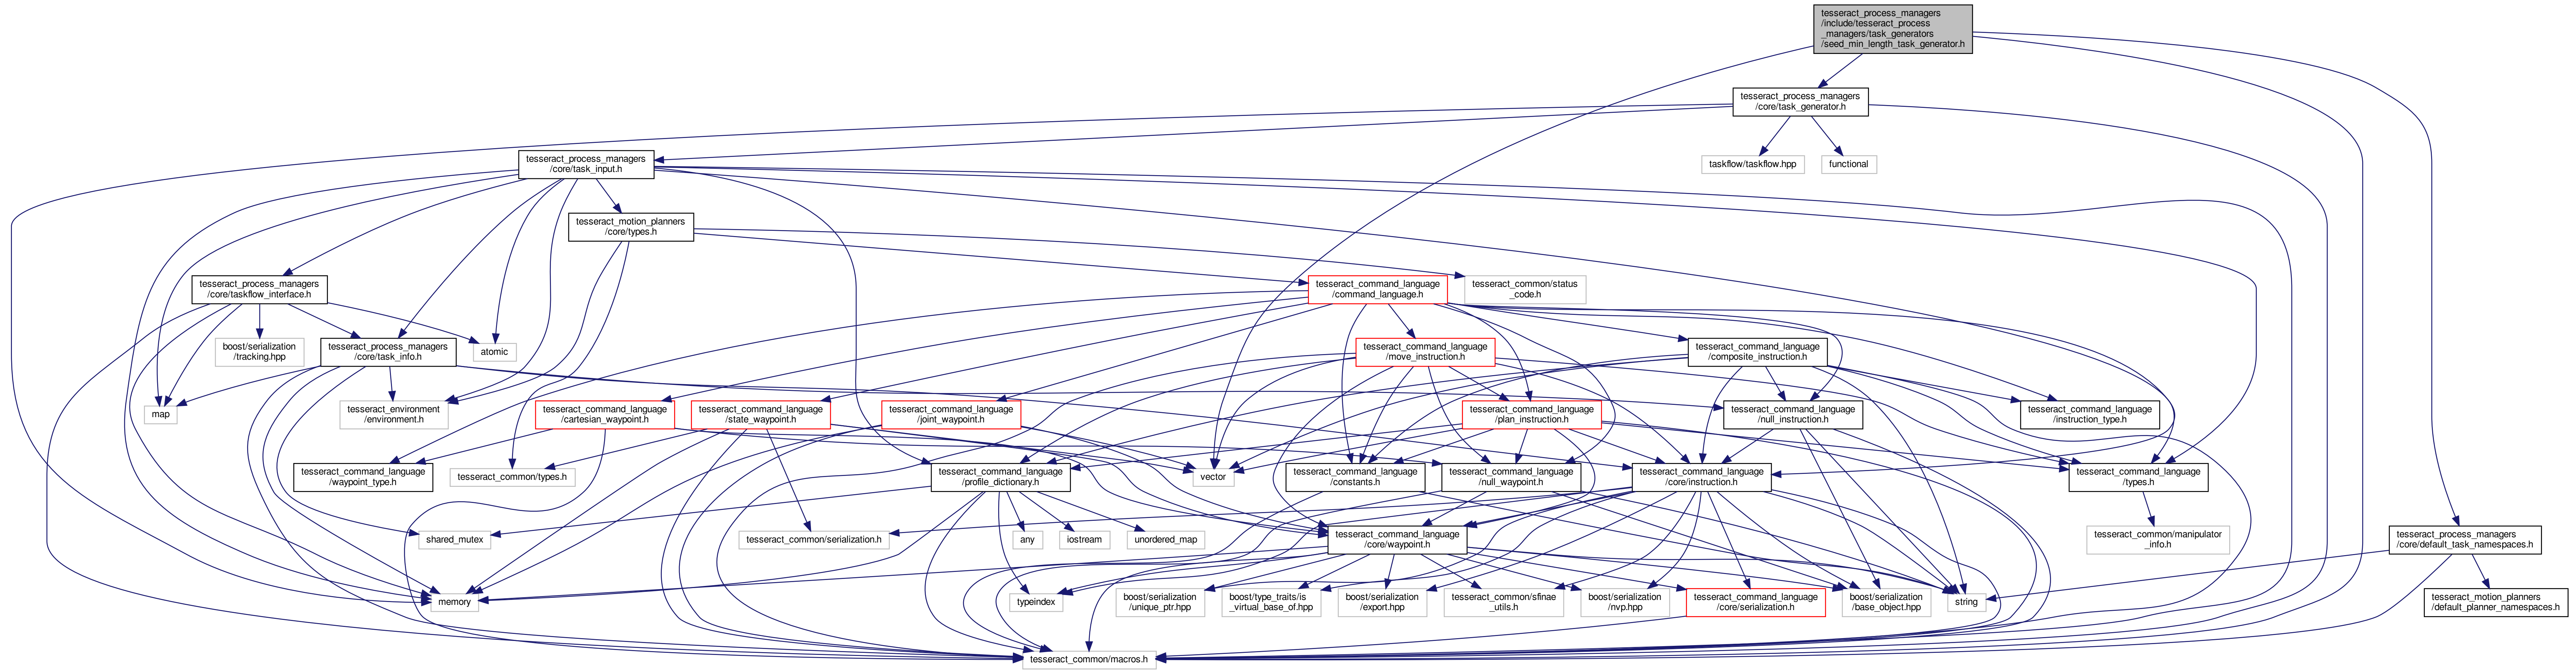 tesseract_process_managers
/include/tesseract_process
_managers/task_generators
/seed_min_length_task_generator.h
tesseract_process_managers
/core/task_generator.h
tesseract_process_managers
/core/task_input.h
taskflow/taskflow.hpp
functional
tesseract_motion_planners
/core/types.h
tesseract_process_managers
/core/taskflow_interface.h
tesseract_command_language
/command_language.h
tesseract_common/status
_code.h
boost/serialization
/tracking.hpp
tesseract_process_managers
/core/task_info.h
atomic
tesseract_command_language
/move_instruction.h
tesseract_command_language
/composite_instruction.h
map
tesseract_environment
/environment.h
tesseract_command_language
/cartesian_waypoint.h
tesseract_command_language
/state_waypoint.h
tesseract_command_language
/joint_waypoint.h
tesseract_command_language
/plan_instruction.h
tesseract_command_language
/null_instruction.h
tesseract_command_language
/instruction_type.h
tesseract_command_language
/waypoint_type.h
tesseract_common/types.h
tesseract_command_language
/profile_dictionary.h
vector
tesseract_command_language
/constants.h
tesseract_command_language
/null_waypoint.h
tesseract_command_language
/core/instruction.h
tesseract_command_language
/types.h
shared_mutex
tesseract_common/serialization.h
any
iostream
unordered_map
tesseract_command_language
/core/waypoint.h
tesseract_common/manipulator
_info.h
tesseract_process_managers
/core/default_task_namespaces.h
memory
typeindex
boost/serialization
/unique_ptr.hpp
boost/type_traits/is
_virtual_base_of.hpp
boost/serialization
/export.hpp
tesseract_common/sfinae
_utils.h
boost/serialization
/nvp.hpp
tesseract_command_language
/core/serialization.h
boost/serialization
/base_object.hpp
string
tesseract_motion_planners
/default_planner_namespaces.h
tesseract_common/macros.h